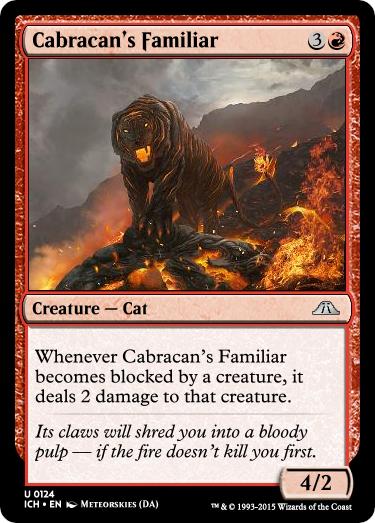 Cabracan's Familiar 3
Creature — Cat
Whenever Cabracan's Familiar
becomes blocked by a creature, it
deals 2 damage to that creature.
Its claws will shred you into a bloody
pulp — if the fire doesn't kill you first.
4/2
U 0124
ICH • EN Meteorskies (DA)
™ & © 1993-2015 Wizards of the Coast